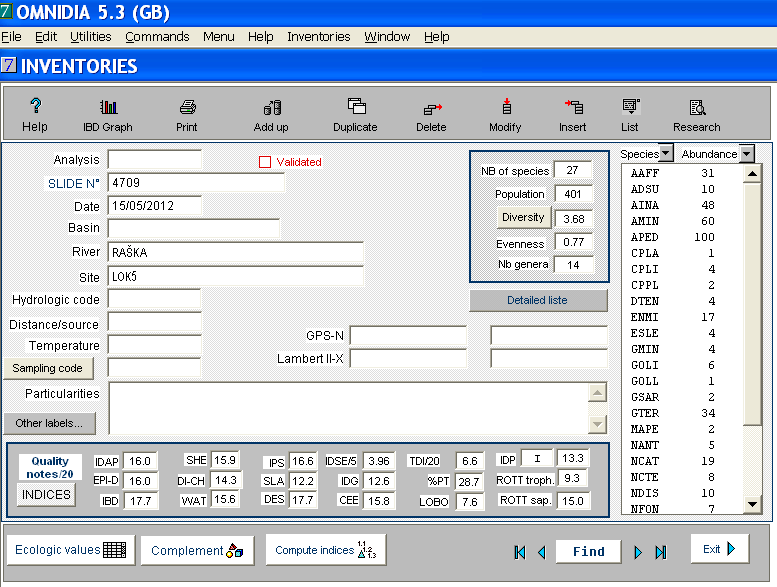 7 OMNIDIA 5.3 (GB)
File Edit Utilities Commands Menu Help Inventories Window Help
7 INVENTORIES
? Help IBD Graph Print Add up Duplicate Delete Modify Insert List Research
Analysis Validated
SLIDE N° 4709
Date 15/05/2012
Basin
River RAŠKA
Site LOK5
Hydrologic code
Distance/source
Temperature
Sampling code
GPS-N
Lambert II-X
Particularities
Other labels...
NB of species 27
Population 401
Diversity 3.68
Evenness 0.77
Nb genera 14
Detailed liste
Species Abundance
AAFF 31
ADSU 10
AINA 48
AMIN 60
APED 100
CPLA 1
CPLI 4
CPPL 2
DTEN 4
ENMI 17
ESLE 4
GMIN 4
GOLI 6
GOLL 1
GSAR 2
GTER 34
MAPE 2
NANT 5
NCAT 19
NCTE 8
NDIS 10
NFON 7
Quality notes/20
INDICES
IDAP 16.0 SHE 15.9 IPS 16.6 IDSE/5 3.96 TDI/20 6.6 IDP I 13.3
EPI-D 16.0 DI-CH 14.3 SLA 12.2 IDG 12.6 %PT 28.7 ROTT troph. 9.3
IBD 17.7 WAT 15.6 DES 17.7 CEE 15.8 LOBO 7.6 ROTT sap. 15.0
Ecologic values Complement Compute indices 1.1 1.2 1.3 Find Exit